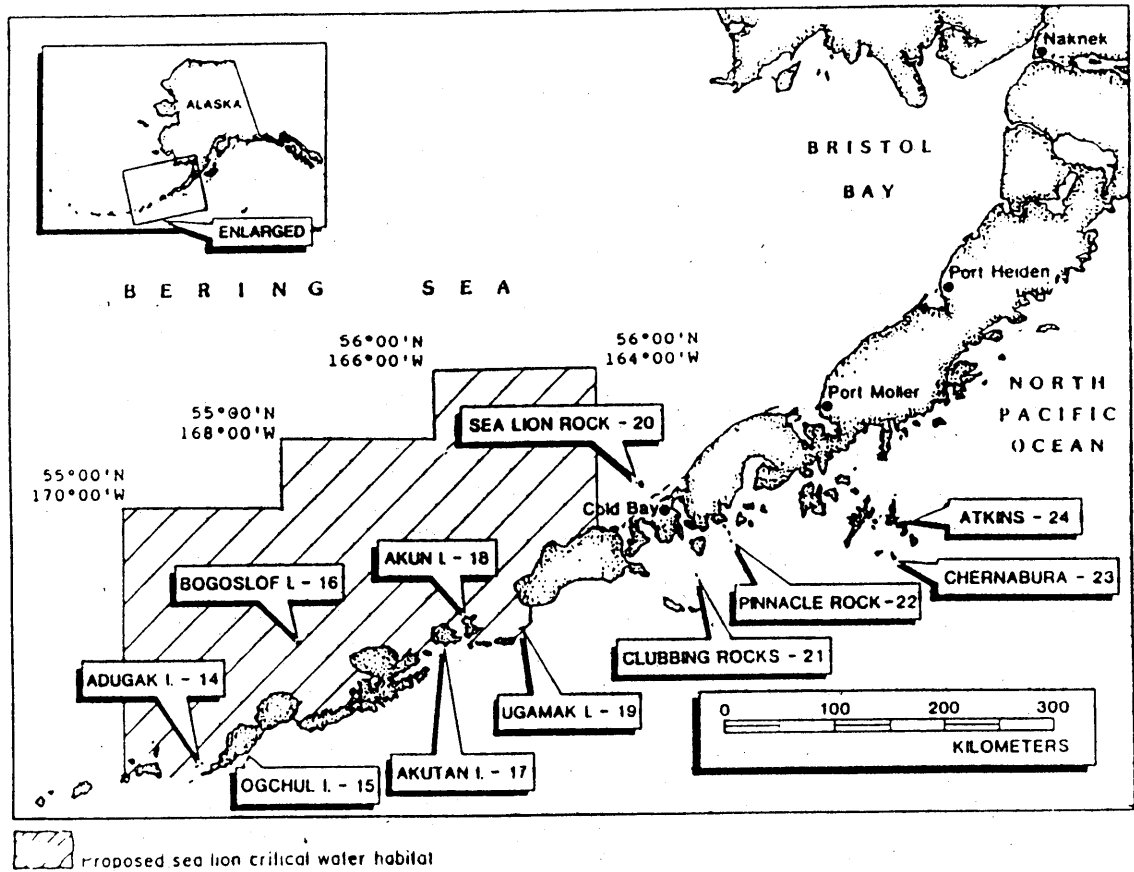 Naknek
ALASKA
BRISTOL
BAY
ENLARGED
Port Heiden
BERING SEA
56°00'N
166°00'W
56°00'N
164°00'W
NORTH
PACIFIC
OCEAN
Port Moller
55°00'N
168°00'W
SEA LION ROCK - 20
55°00'N
170°00'W
Cold Bay
ATKINS - 24
AKUN I. - 18
BOGOSLOF I. - 16
CHERNABURA - 23
PINNACLE ROCK - 22
CLUBBING ROCKS - 21
ADUGAK I. - 14
UGAMAK I. - 19
0 100 200 300
KILOMETERS
AKUTAN I. - 17
OGCHUL I. - 15
Proposed sea lion critical water habitat